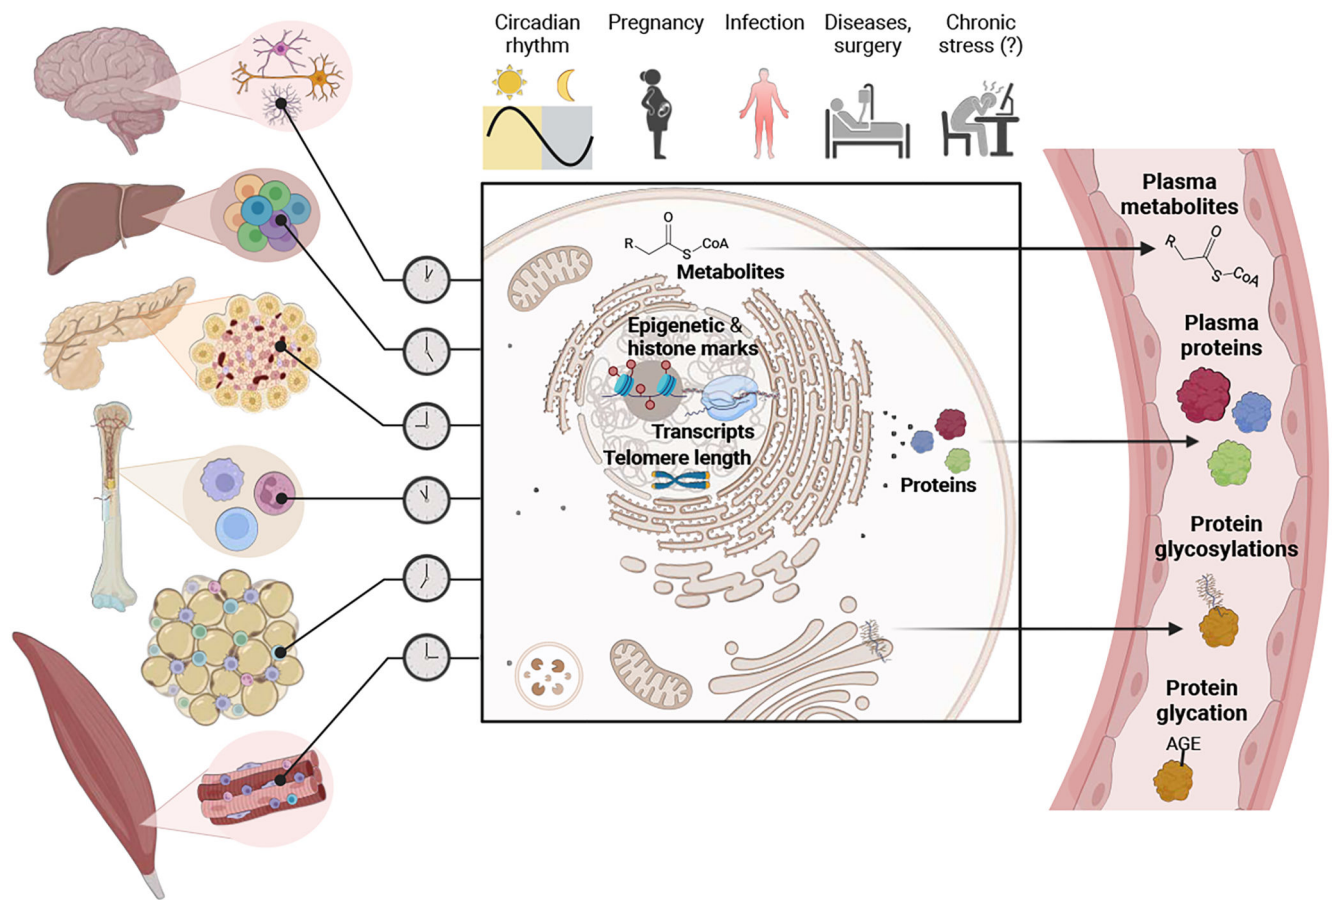 Circadian
rhythm
Pregnancy
Infection
Diseases,
surgery
Chronic
stress (?)
O
R
S
CoA
Metabolites
Epigenetic &
histone marks
Transcripts
Telomere length
Proteins
Plasma
metabolites
O
R
S
CoA
Plasma
proteins
Protein
glycosylations
Protein
glycation
AGE